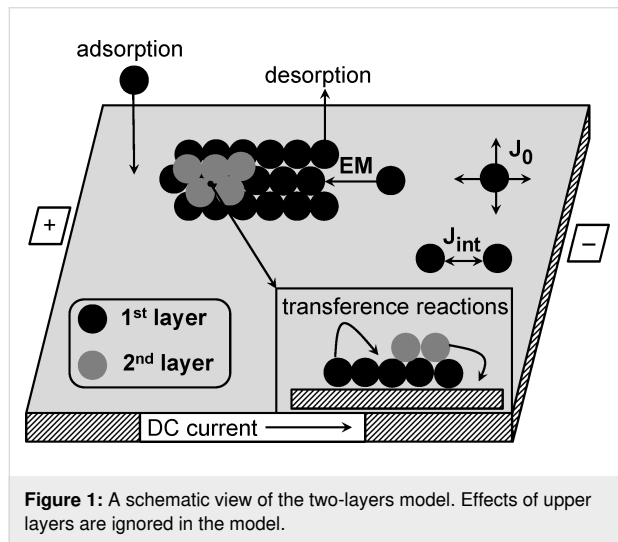 adsorption
desorption
EM
J0
Jint
+
−
transference reactions
1st layer
2nd layer
DC current
Figure 1: A schematic view of the two-layers model. Effects of upper
layers are ignored in the model.